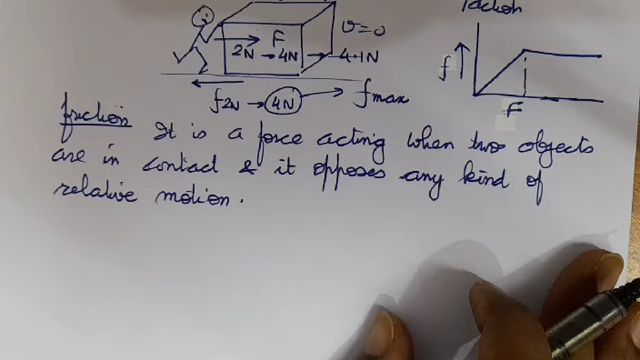 υ=0
F
2N → 4N → 4.1N
f 2N → 4N → fmax
f
F
friction It is a force acting when two objects
are in contact & it opposes any kind of
relative motion.